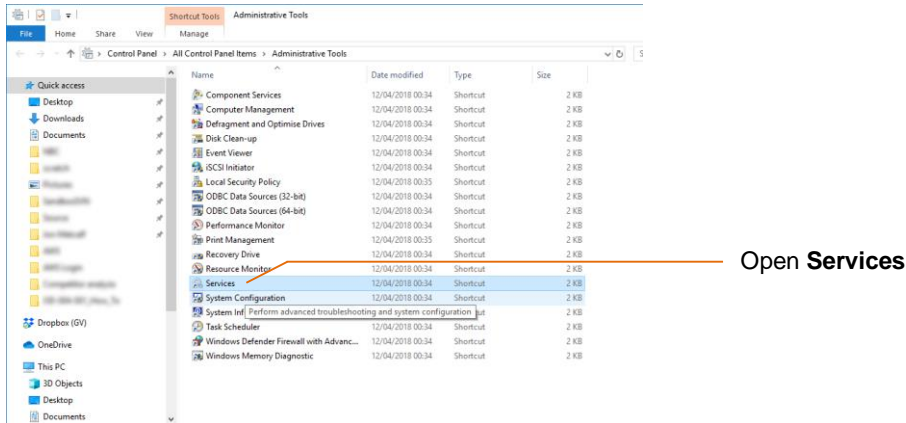 Shortcut Tools Administrative Tools
File Home Share View Manage
Control Panel > All Control Panel Items > Administrative Tools
Name Date modified Type Size
Quick access
Desktop
Downloads
Documents
Dropbox (GV)
OneDrive
This PC
3D Objects
Desktop
Documents
Component Services 12/04/2018 00:34 Shortcut 2 KB
Computer Management 12/04/2018 00:34 Shortcut 2 KB
Defragment and Optimise Drives 12/04/2018 00:34 Shortcut 2 KB
Disk Clean-up 12/04/2018 00:34 Shortcut 2 KB
Event Viewer 12/04/2018 00:34 Shortcut 2 KB
iSCSI Initiator 12/04/2018 00:34 Shortcut 2 KB
Local Security Policy 12/04/2018 00:35 Shortcut 2 KB
ODBC Data Sources (32-bit) 12/04/2018 00:34 Shortcut 2 KB
ODBC Data Sources (64-bit) 12/04/2018 00:34 Shortcut 2 KB
Performance Monitor 12/04/2018 00:34 Shortcut 2 KB
Print Management 12/04/2018 00:35 Shortcut 2 KB
Recovery Drive 12/04/2018 00:34 Shortcut 2 KB
Resource Monitor 12/04/2018 00:34 Shortcut 2 KB
Services 12/04/2018 00:34 Shortcut 2 KB
System Configuration 12/04/2018 00:34 Shortcut 2 KB
System Inf Perform advanced troubleshooting and system configuration 2 KB
Task Scheduler 12/04/2018 00:34 Shortcut 2 KB
Windows Defender Firewall with Advanc... 12/04/2018 00:34 Shortcut 2 KB
Windows Memory Diagnostic 12/04/2018 00:34 Shortcut 2 KB
Open Services